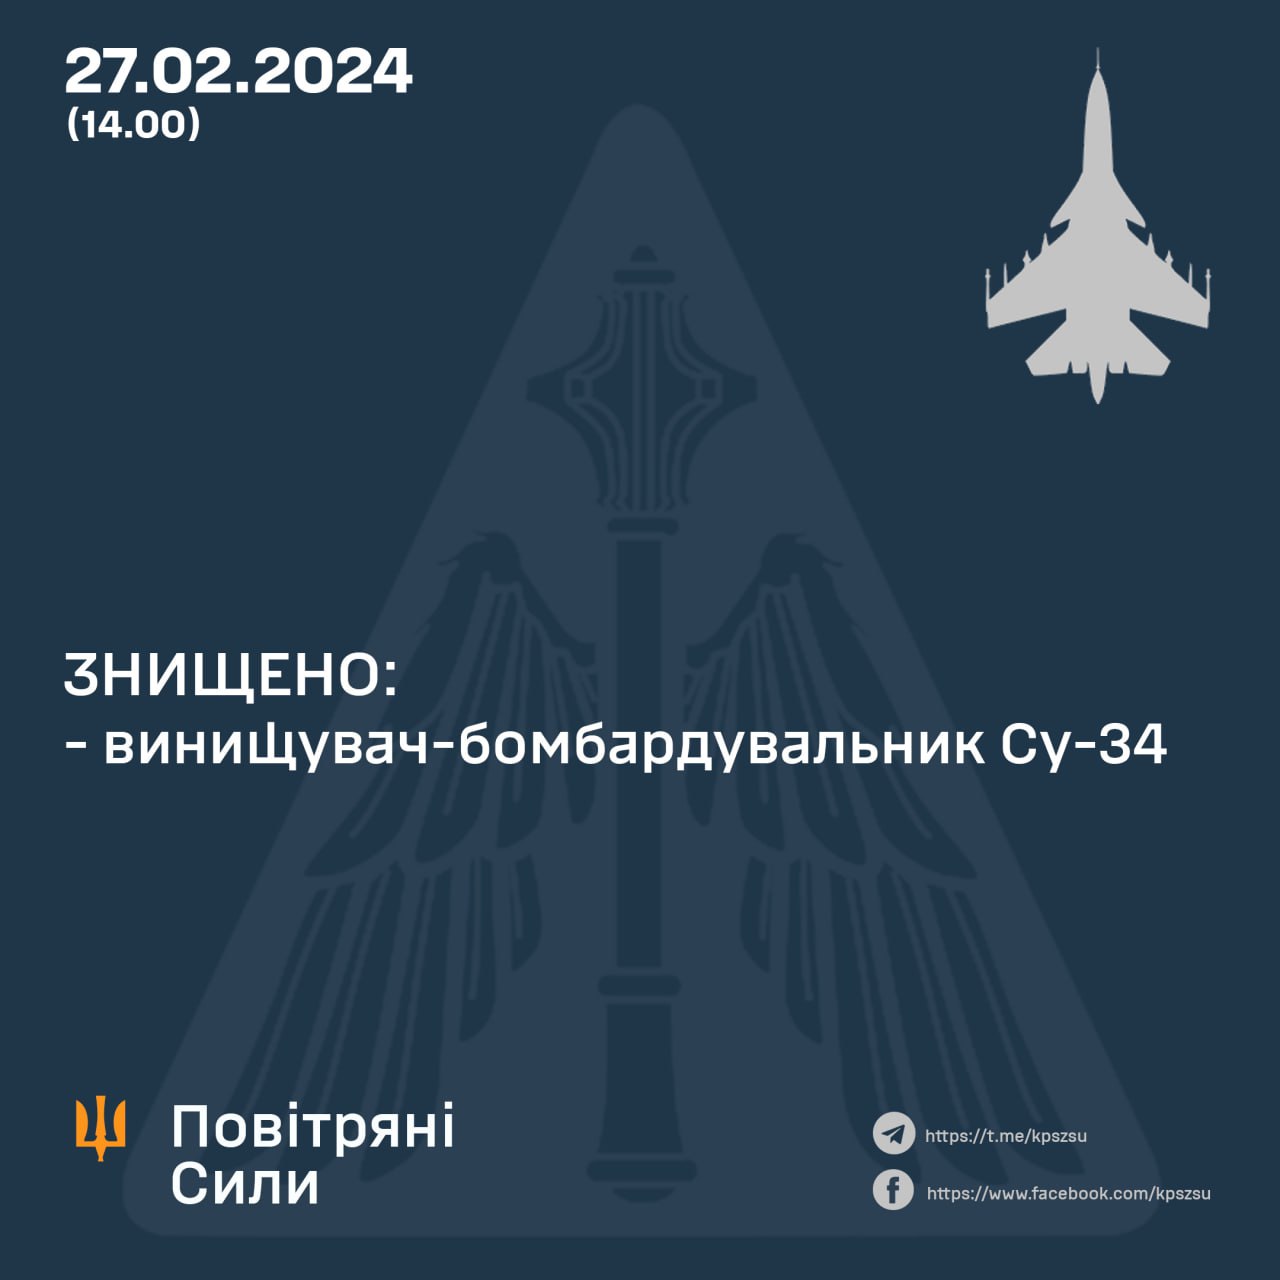 27.02.2024
(14.00)
ЗНИЩЕНО:
- винищувач-бомбардувальник Су-34
Повітряні
Сили
https://t.me/kpszsu
https://www.facebook.com/kpszsu